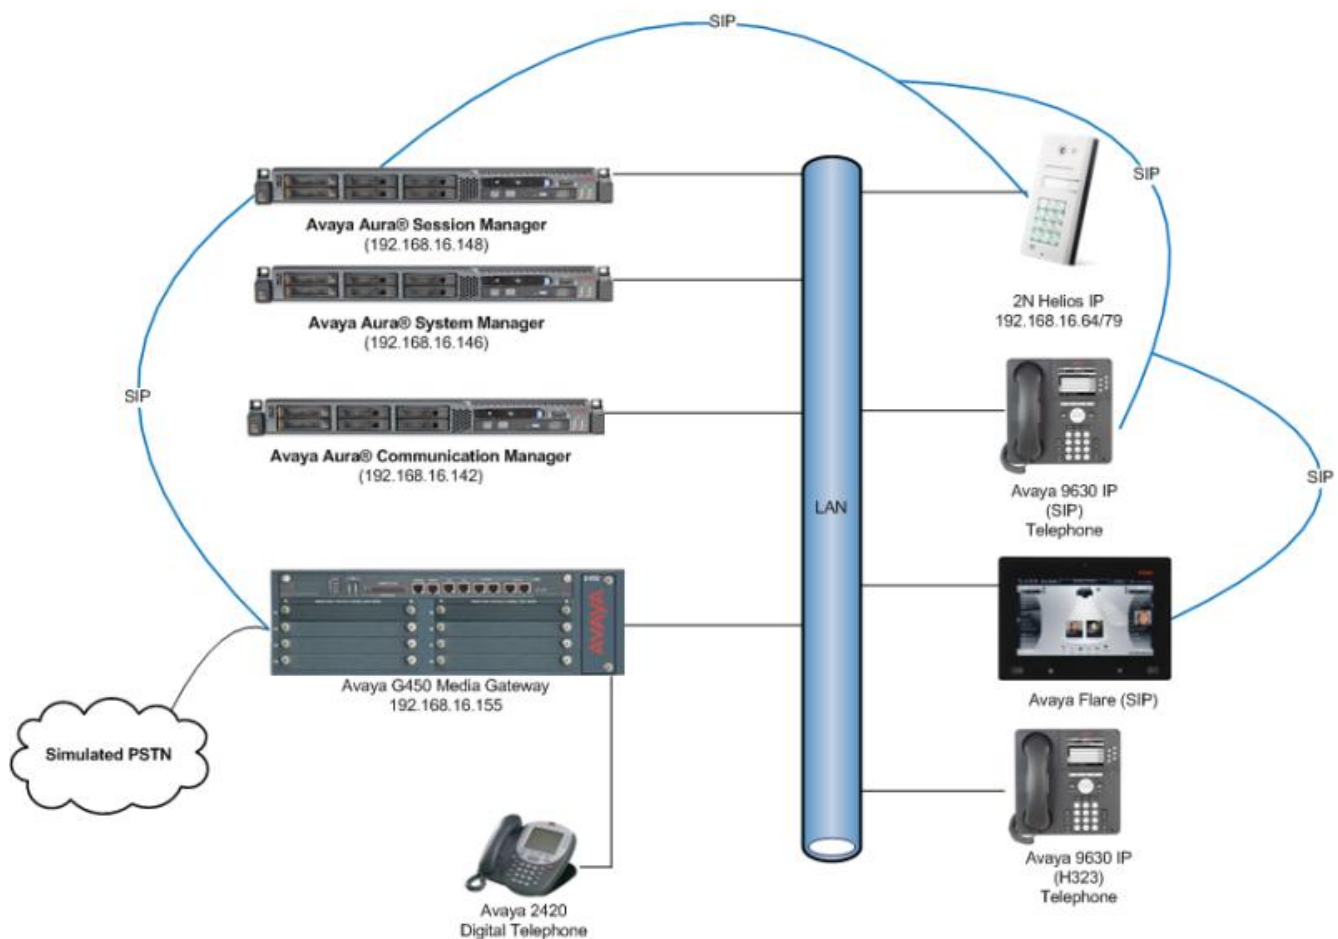 SIP
SIP
Avaya Aura® Session Manager
(192.168.16.148)
2N Helios IP
192.168.16.64/79
Avaya Aura® System Manager
(192.168.16.146)
SIP
Avaya Aura® Communication Manager
(192.168.16.142)
SIP
Avaya 9630 IP
(SIP)
Telephone
LAN
AVAYA
Avaya G450 Media Gateway
192.168.16.155
Avaya Flare (SIP)
Simulated PSTN
Avaya 9630 IP
(H323)
Telephone
Avaya 2420
Digital Telephone